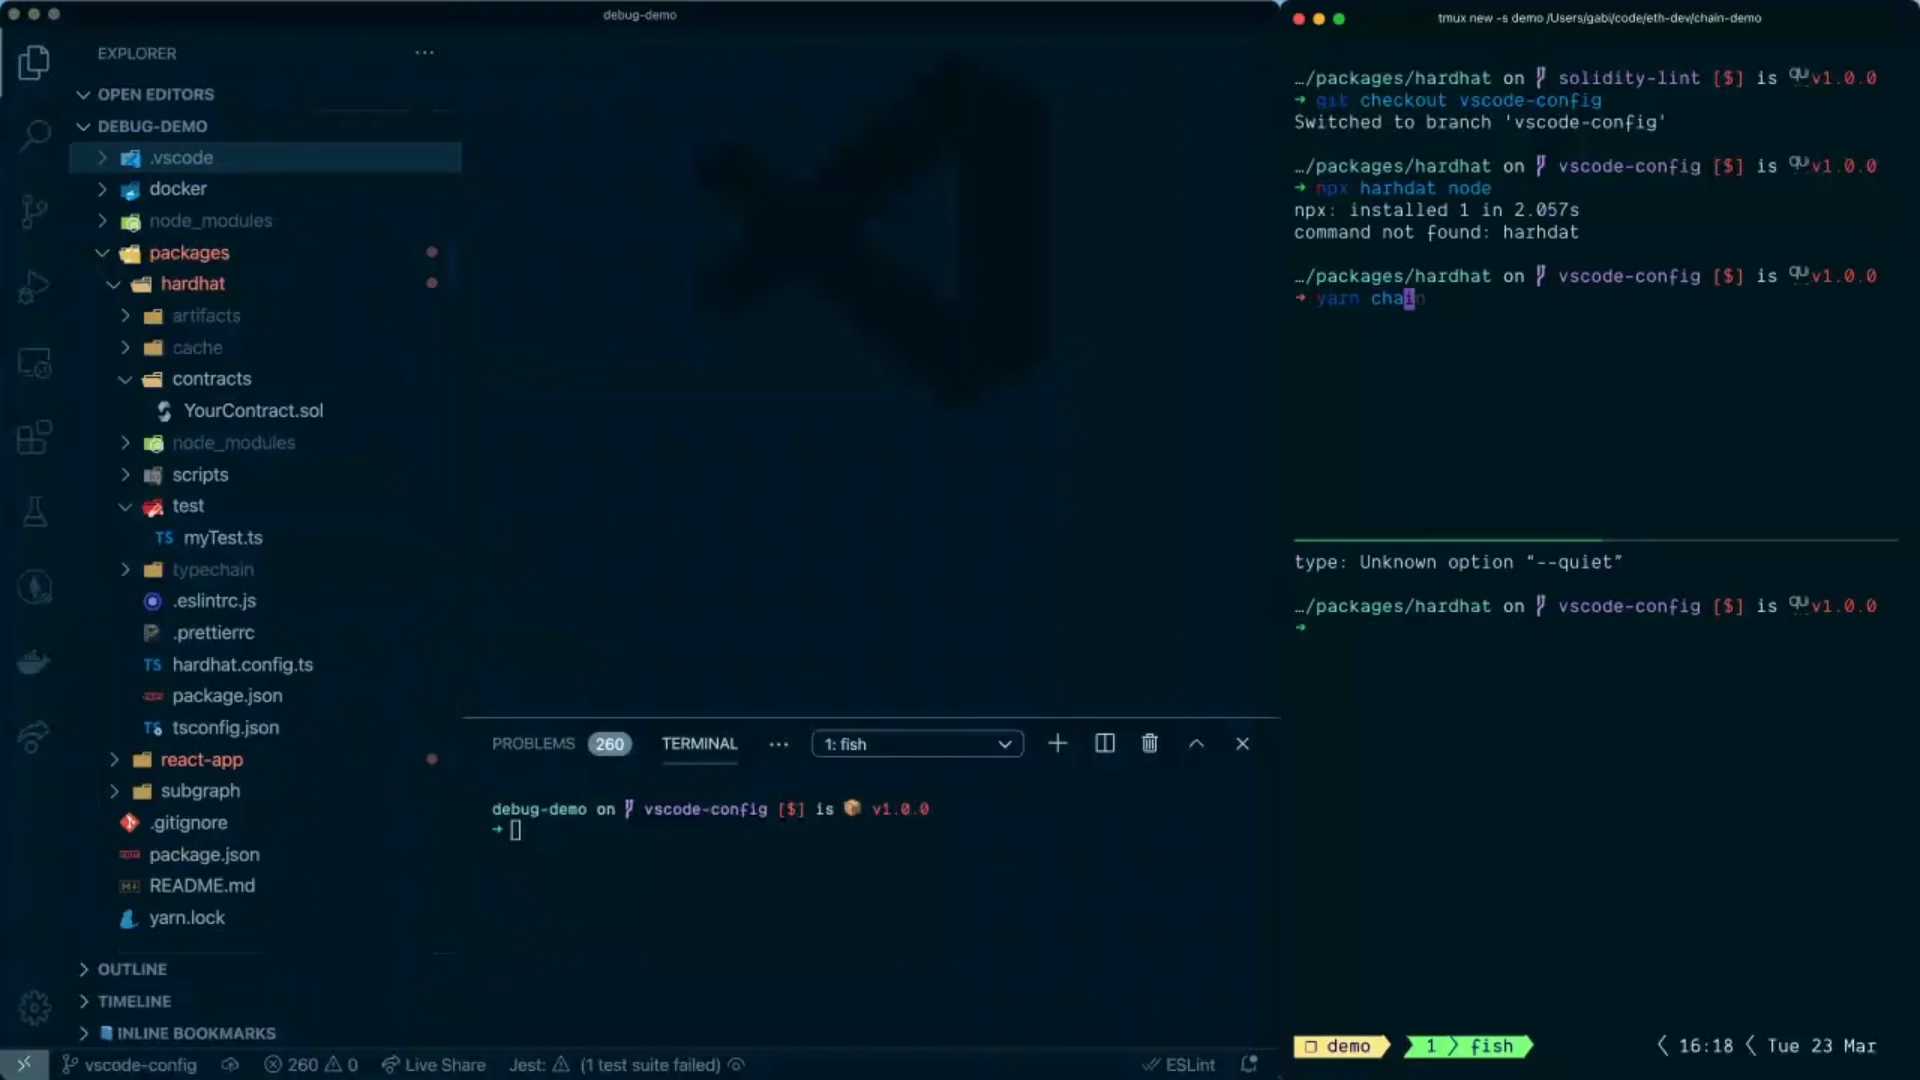 debug-demo
EXPLORER
OPEN EDITORS
DEBUG-DEMO
.vscode
docker
node_modules
packages
hardhat
artifacts
cache
contracts
YourContract.sol
node_modules
scripts
test
TS myTest.ts
typechain
.eslintrc.js
.prettierrc
TS hardhat.config.ts
package.json
TS tsconfig.json
react-app
subgraph
.gitignore
package.json
README.md
yarn.lock
OUTLINE
TIMELINE
INLINE BOOKMARKS
PROBLEMS 260 TERMINAL ··· 1: fish
debug-demo on vscode-config [$] is v1.0.0
➜
vscode-config 260 0 Live Share Jest: (1 test suite failed) ESLint
tmux new -s demo /Users/gabi/code/eth-dev/chain-demo
…/packages/hardhat on solidity-lint [$] is v1.0.0
➜ git checkout vscode-config
Switched to branch 'vscode-config'
…/packages/hardhat on vscode-config [$] is v1.0.0
➜ npx harhdat node
npx: installed 1 in 2.057s
command not found: harhdat
…/packages/hardhat on vscode-config [$] is v1.0.0
➜ yarn chain
type: Unknown option “--quiet”
…/packages/hardhat on vscode-config [$] is v1.0.0
➜
demo 1 fish 16:18 Tue 23 Mar